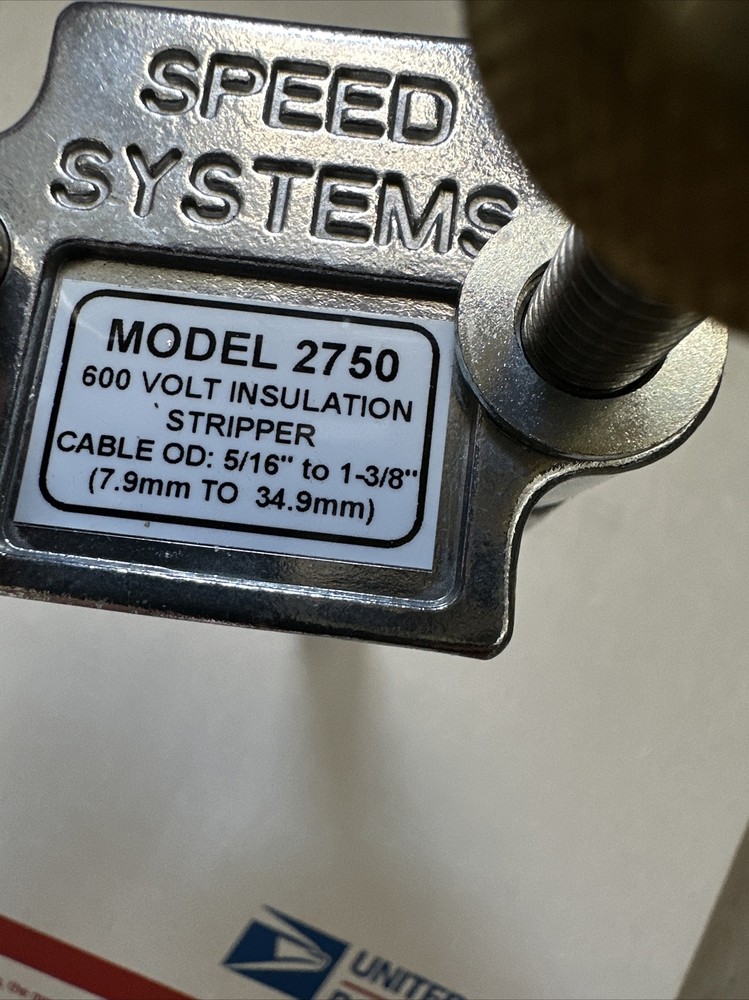 SPEED
SYSTEMS
MODEL 2750
600 VOLT INSULATION
STRIPPER
CABLE OD: 5/16" to 1-3/8"
(7.9mm TO 34.9mm)
UNITED